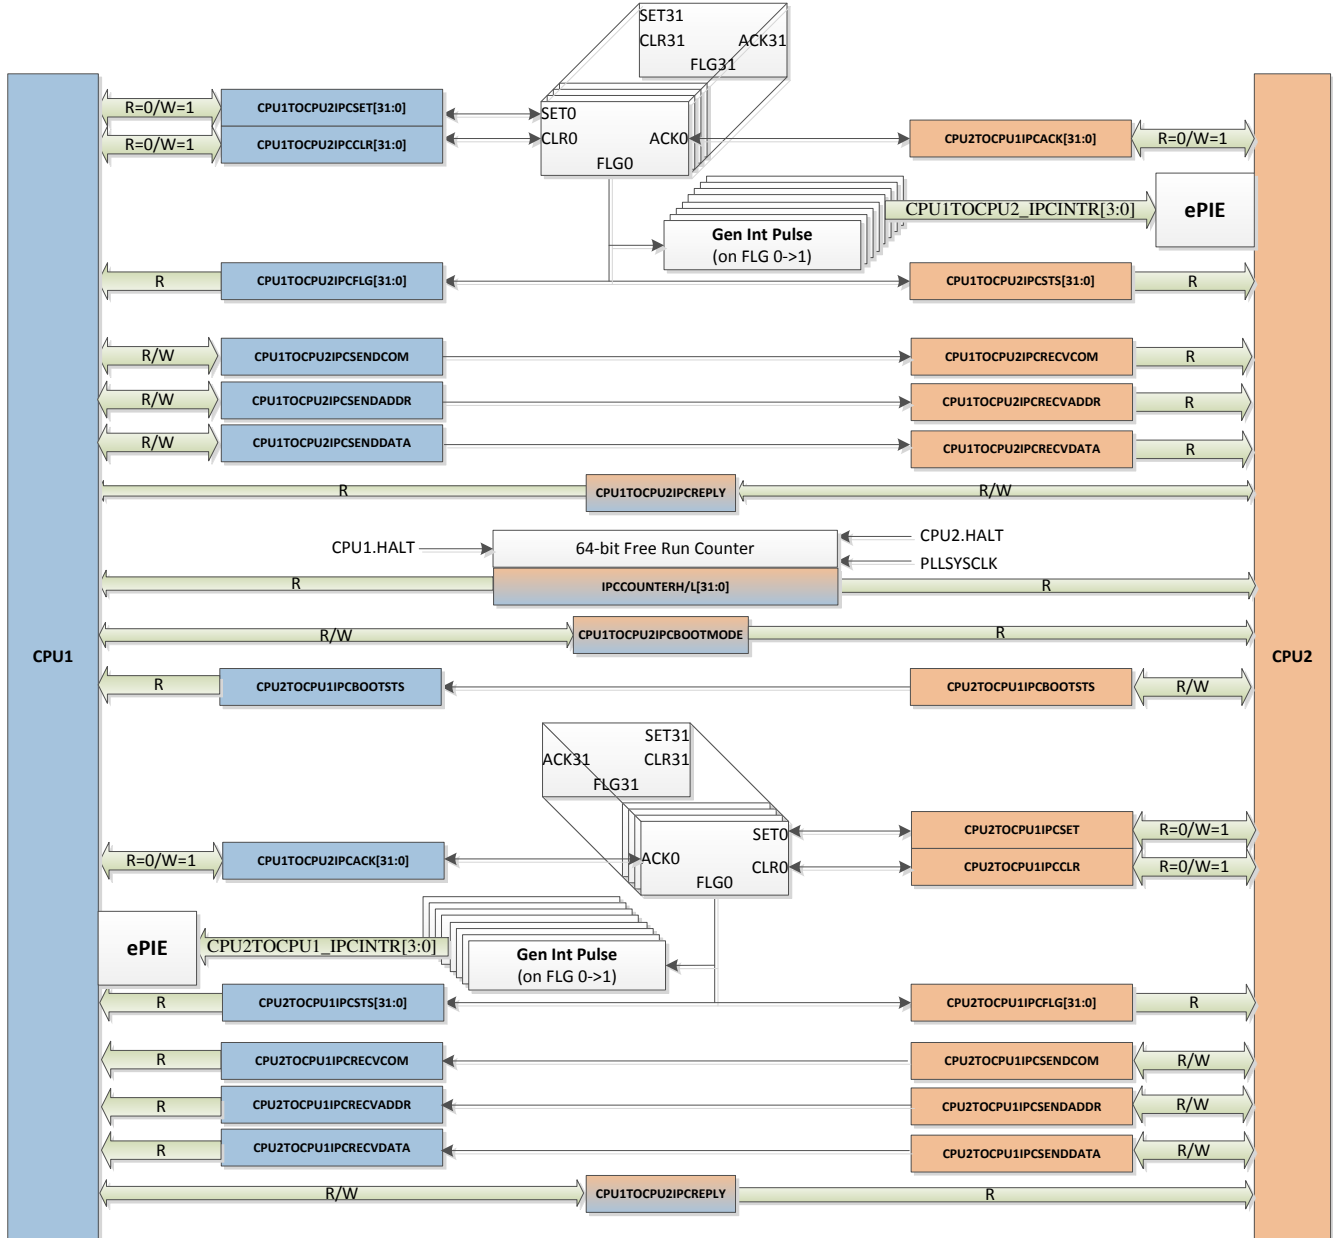 SET31
CLR31 ACK31
FLG31
R=0/W=1 CPU1TOCPU2IPCSET[31:0] SET0
R=0/W=1 CPU1TOCPU2IPCCLR[31:0] CLR0 ACK0 CPU2TOCPU1IPCACK[31:0] R=0/W=1
FLG0
CPU1TOCPU2_IPCINTR[3:0] ePIE
Gen Int Pulse
(on FLG 0->1)
R CPU1TOCPU2IPCFLG[31:0] CPU1TOCPU2IPCSTS[31:0] R
R/W CPU1TOCPU2IPCSENDCOM CPU1TOCPU2IPCRECVCOM R
R/W CPU1TOCPU2IPCSENDADDR CPU1TOCPU2IPCRECVADDR R
R/W CPU1TOCPU2IPCSENDDATA CPU1TOCPU2IPCRECVDATA R
R CPU1TOCPU2IPCREPLY R/W
CPU1.HALT 64-bit Free Run Counter CPU2.HALT
PLLSYSCLK
R IPCCOUNTERH/L[31:0] R
R/W CPU1TOCPU2IPCBOOTMODE R
CPU1 CPU2
R CPU2TOCPU1IPCBOOTSTS CPU2TOCPU1IPCBOOTSTS R/W
SET31
ACK31 CLR31
FLG31
SET0 CPU2TOCPU1IPCSET R=0/W=1
R=0/W=1 CPU1TOCPU2IPCACK[31:0] ACK0 CLR0 CPU2TOCPU1IPCCLR R=0/W=1
FLG0
ePIE CPU2TOCPU1_IPCINTR[3:0]
Gen Int Pulse
(on FLG 0->1)
R CPU2TOCPU1IPCSTS[31:0] CPU2TOCPU1IPCFLG[31:0] R
R CPU2TOCPU1IPCRECVCOM CPU2TOCPU1IPCSENDCOM R/W
R CPU2TOCPU1IPCRECVADDR CPU2TOCPU1IPCSENDADDR R/W
R CPU2TOCPU1IPCRECVDATA CPU2TOCPU1IPCSENDDATA R/W
R/W CPU1TOCPU2IPCREPLY R